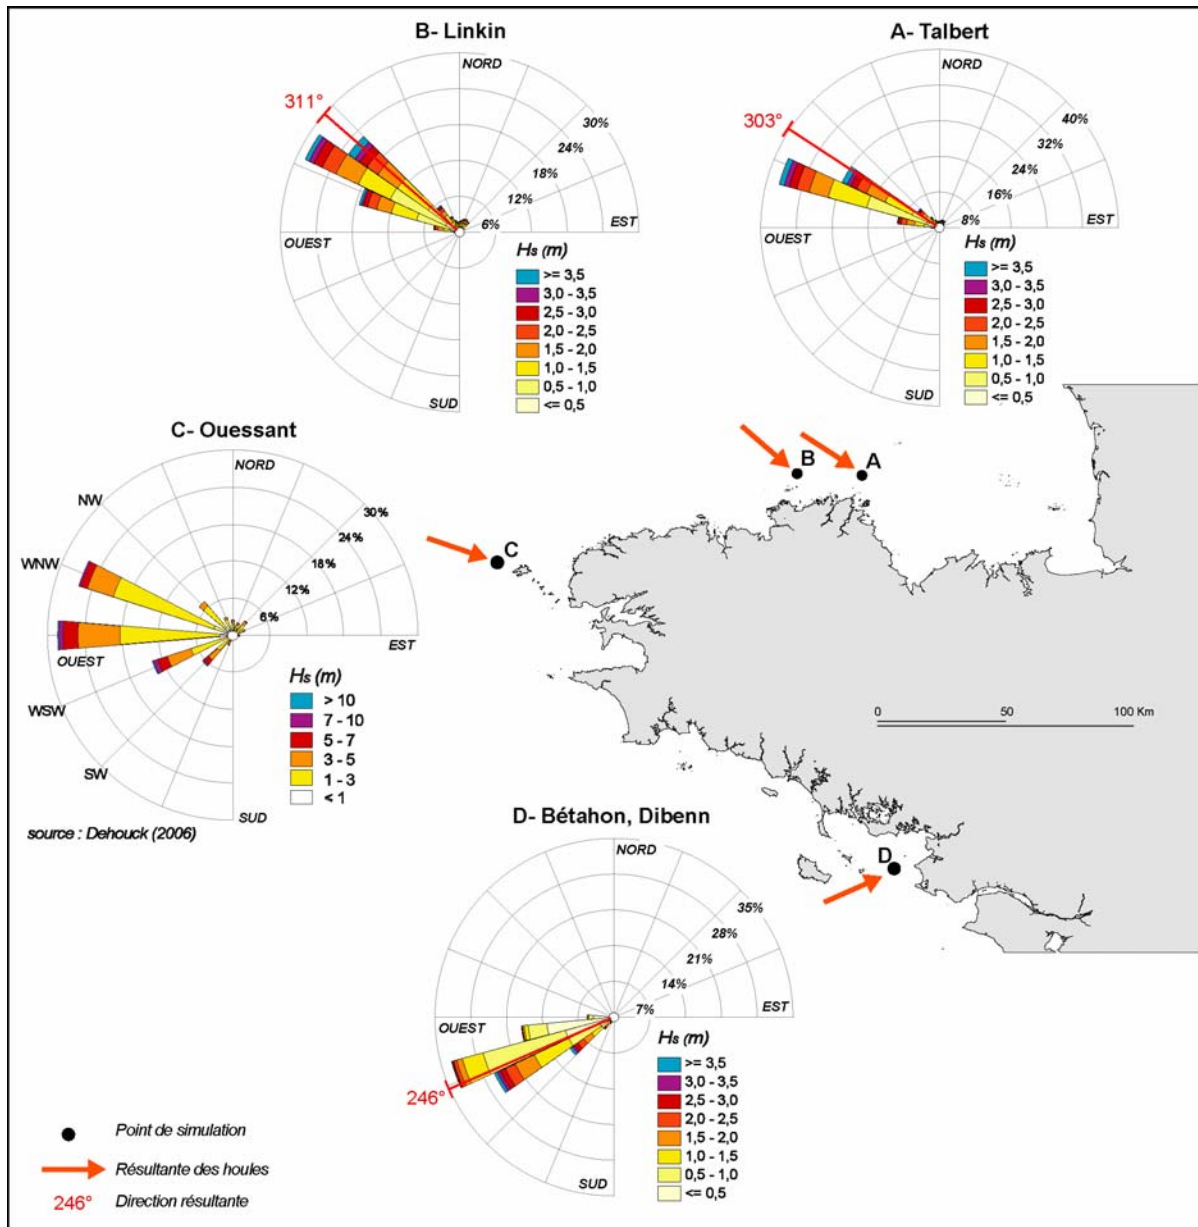 B- Linkin
NORD
311°
30%
24%
18%
12%
6%
OUEST
EST
SUD
Hs (m)
>= 3,5
3,0 - 3,5
2,5 - 3,0
2,0 - 2,5
1,5 - 2,0
1,0 - 1,5
0,5 - 1,0
<= 0,5
A- Talbert
NORD
303°
40%
32%
24%
16%
8%
OUEST
EST
SUD
Hs (m)
>= 3,5
3,0 - 3,5
2,5 - 3,0
2,0 - 2,5
1,5 - 2,0
1,0 - 1,5
0,5 - 1,0
<= 0,5
C- Ouessant
NORD
NW
WNW
OUEST
WSW
SW
SUD
EST
30%
24%
18%
12%
6%
Hs (m)
> 10
7 - 10
5 - 7
3 - 5
1 - 3
< 1
source : Dehouck (2006)
B
A
C
D
0
50
100 Km
D- Bétahon, Dibenn
NORD
35%
28%
21%
14%
7%
OUEST
EST
246°
SUD
Hs (m)
>= 3,5
3,0 - 3,5
2,5 - 3,0
2,0 - 2,5
1,5 - 2,0
1,0 - 1,5
0,5 - 1,0
<= 0,5
Point de simulation
Résultante des houles
246° Direction résultante